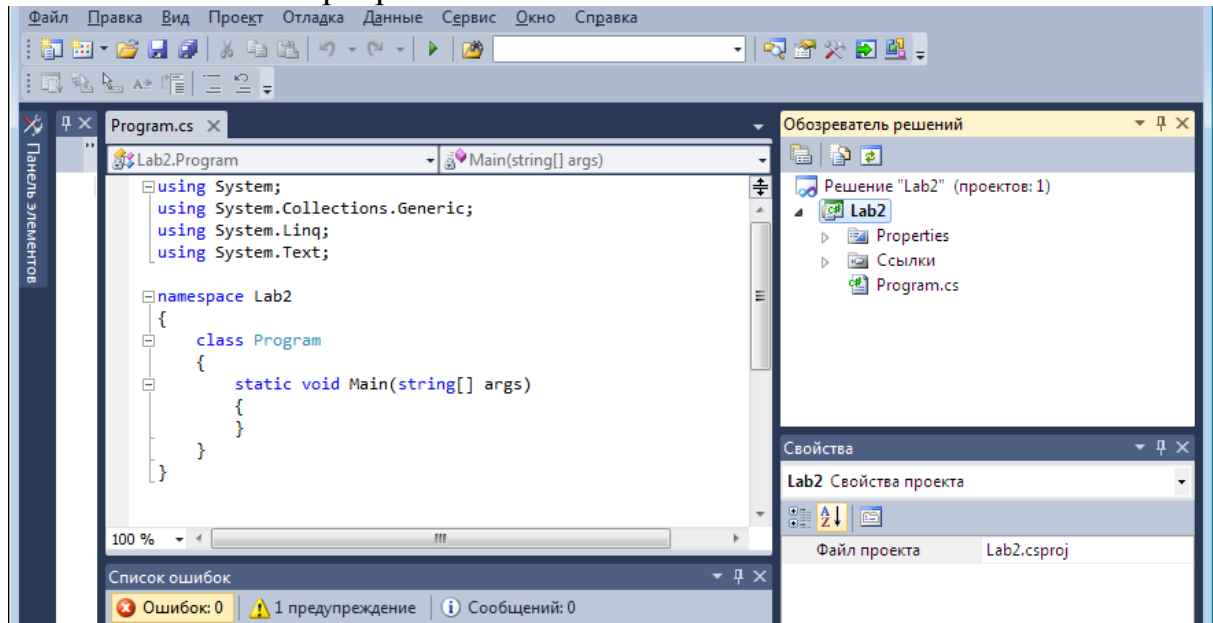 Файл Правка Вид Проект Отладка Данные Сервис Окно Справка
Панель элементов
Program.cs
Lab2.Program
Main(string[] args)
using System;
using System.Collections.Generic;
using System.Linq;
using System.Text;
namespace Lab2
{
class Program
{
static void Main(string[] args)
{
}
}
}
100 %
Список ошибок
Ошибок: 0
1 предупреждение
Сообщений: 0
Обозреватель решений
Решение "Lab2" (проектов: 1)
Lab2
Properties
Ссылки
Program.cs
Свойства
Lab2 Свойства проекта
Файл проекта Lab2.csproj